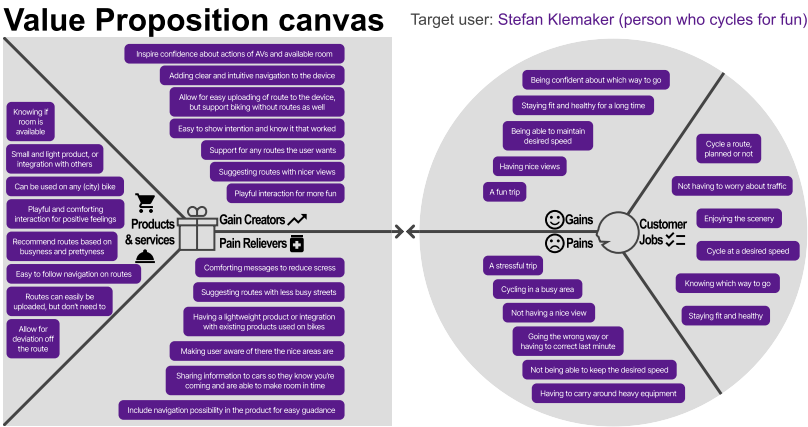 Value Proposition canvas
Target user: Stefan Klemaker (person who cycles for fun)
Inspire confidence about actions of AVs and available room
Adding clear and intuitive navigation to the device
Allow for easy uploading of route to the device,
but support biking without routes as well
Easy to show intention and know it that worked
Support for any routes the user wants
Suggesting routes with nicer views
Playful interaction for more fun
Knowing if
room is
available
Small and light product, or
integration with others
Can be used on any (city) bike
Playful and comforting
interaction for positive feelings
Recommend routes based on
busyness and prettyness
Easy to follow navigation on routes
Routes can easily be
uploaded, but don't need to
Allow for
deviation off
the route
Products
& services
Gain Creators
Pain Relievers
Comforting messages to reduce scress
Suggesting routes with less busy streets
Having a lightweight product or integration
with existing products used on bikes
Making user aware of there the nice areas are
Sharing information to cars so they know you're
coming and are able to make room in time
Include navigation possibility in the product for easy guadance
Being confident about which way to go
Staying fit and healthy for a long time
Being able to maintain
desired speed
Having nice views
A fun trip
Gains
Pains
A stressful trip
Cycling in a busy area
Not having a nice view
Going the wrong way or
having to correct last minute
Not being able to keep the desired speed
Having to carry around heavy equipment
Customer
Jobs
Cycle a route,
planned or not
Not having to worry about traffic
Enjoying the scenery
Cycle at a desired speed
Knowing which way to go
Staying fit and healthy